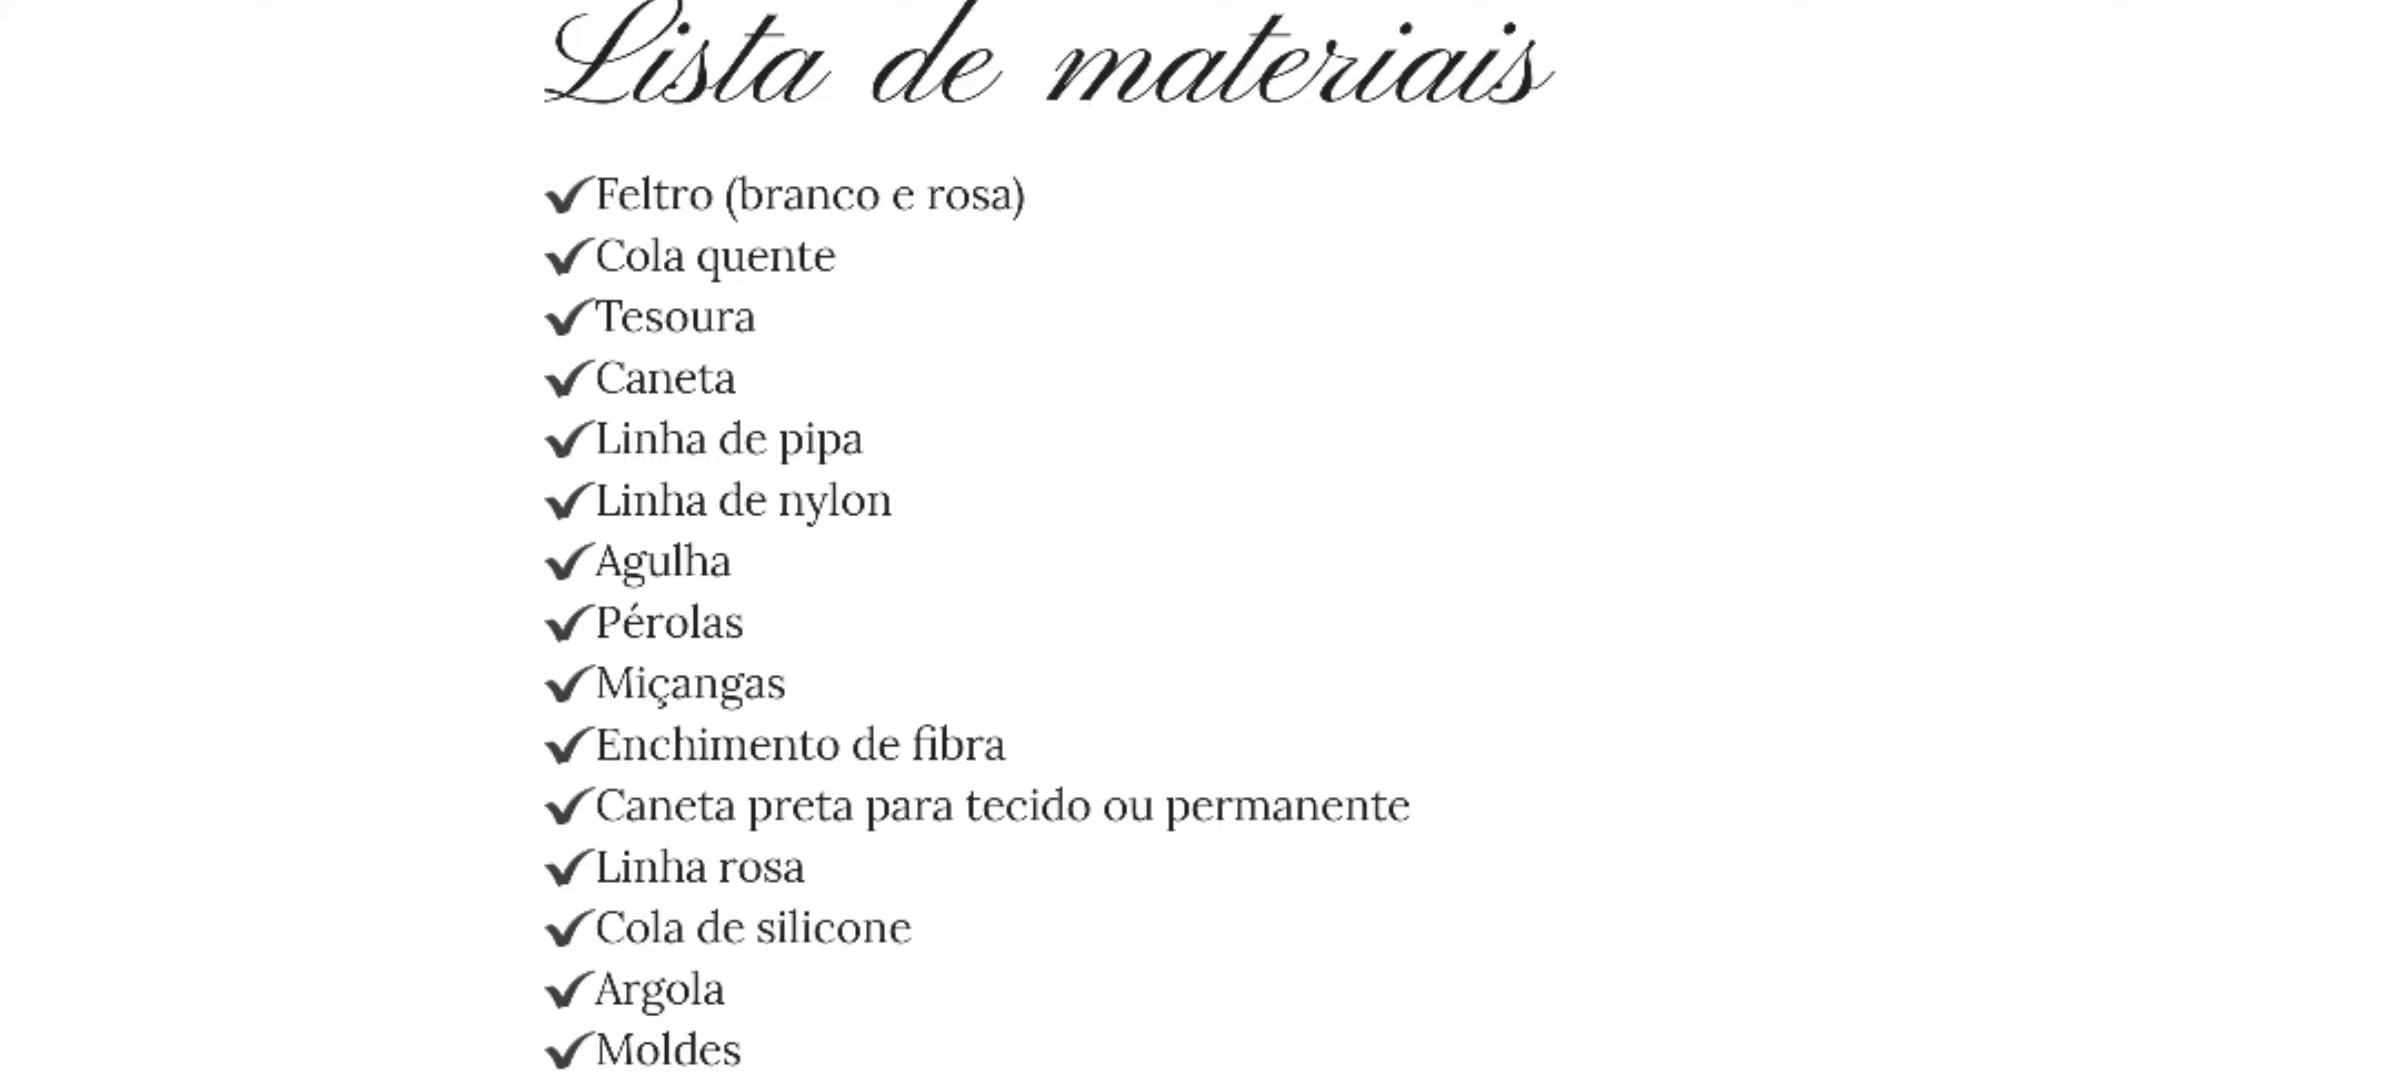 Lista de materiais
✔Feltro (branco e rosa)
✔Cola quente
✔Tesoura
✔Caneta
✔Linha de pipa
✔Linha de nylon
✔Agulha
✔Pérolas
✔Miçangas
✔Enchimento de fibra
✔Caneta preta para tecido ou permanente
✔Linha rosa
✔Cola de silicone
✔Argola
✔Moldes